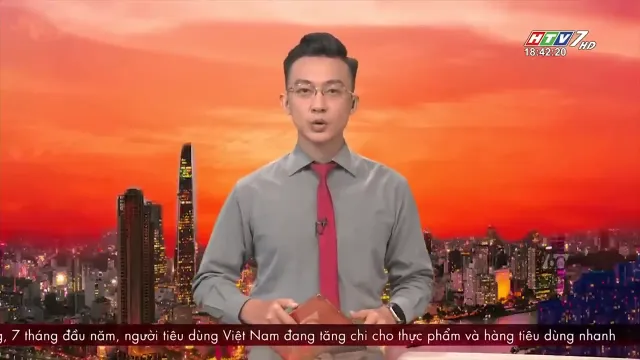 HTV7 HD
18:42:20
, 7 tháng đầu năm, người tiêu dùng Việt Nam đang tăng chi cho thực phẩm và hàng tiêu dùng nhanh